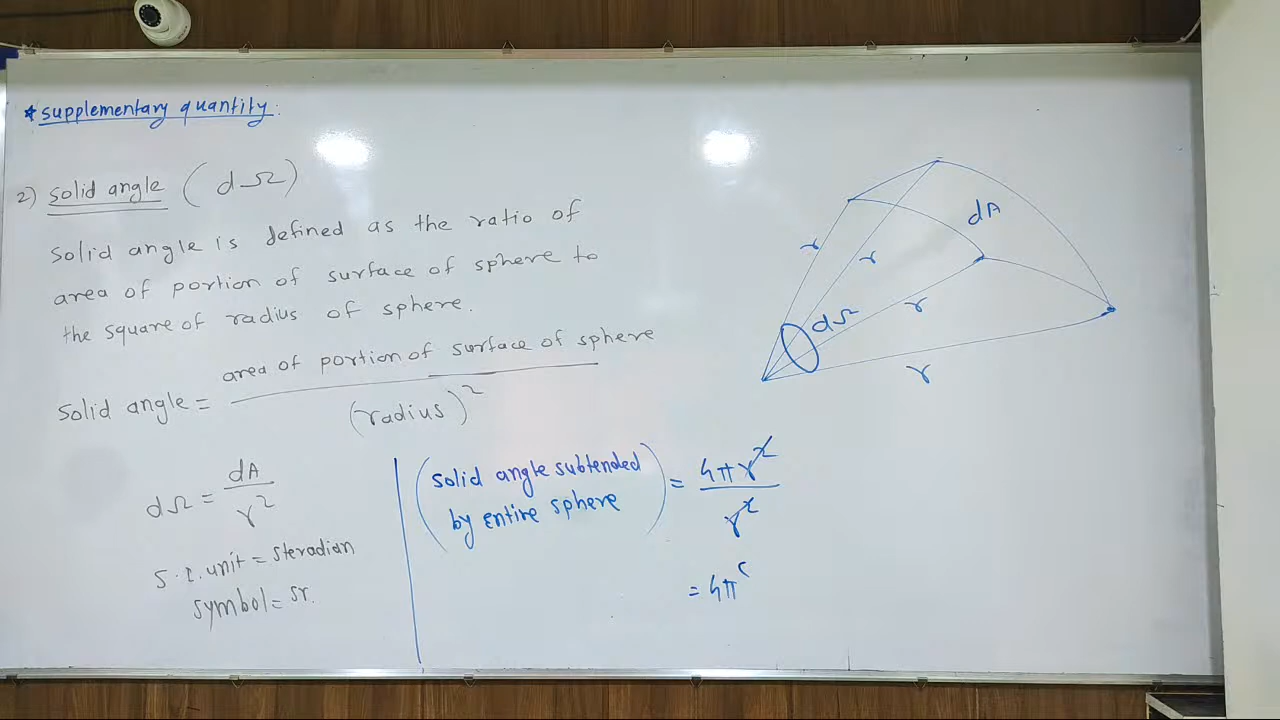 * supplementary quantity:
2) solid angle (dΩ)
Solid angle is defined as the ratio of
area of portion of surface of sphere to
the square of radius of sphere.
Solid angle = area of portion of surface of sphere
(radius)²
dΩ = dA
r²
S.I. unit = steradian
symbol = sr.
(solid angle subtended
by entire sphere) = 4πr²
r²
= 4πᶜ
dA
r
r
dΩ
r
r